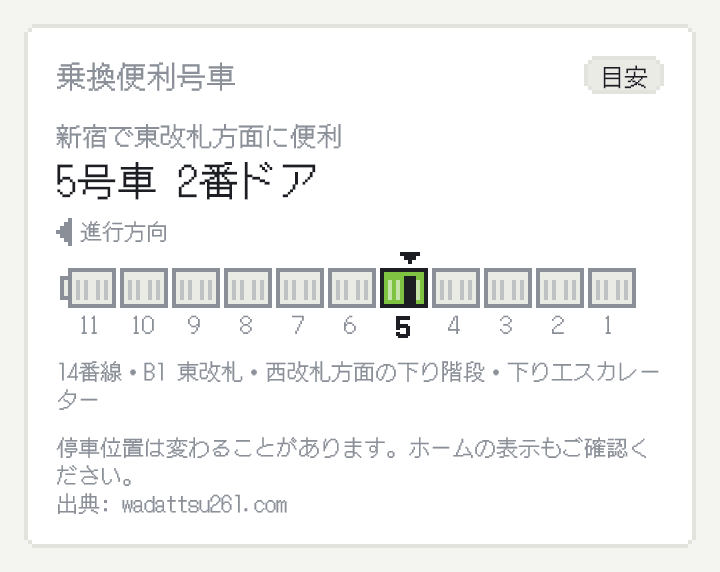 乗換便利号車
目安
新宿で東改札方面に便利
5号車 2番ドア
進行方向
11 10 9 8 7 6 5 4 3 2 1
14番線・B1 東改札・西改札方面の下り階段・下りエスカレー
ター
停車位置は変わることがあります。ホームの表示もご確認く
ださい。
出典: wadattsu261.com